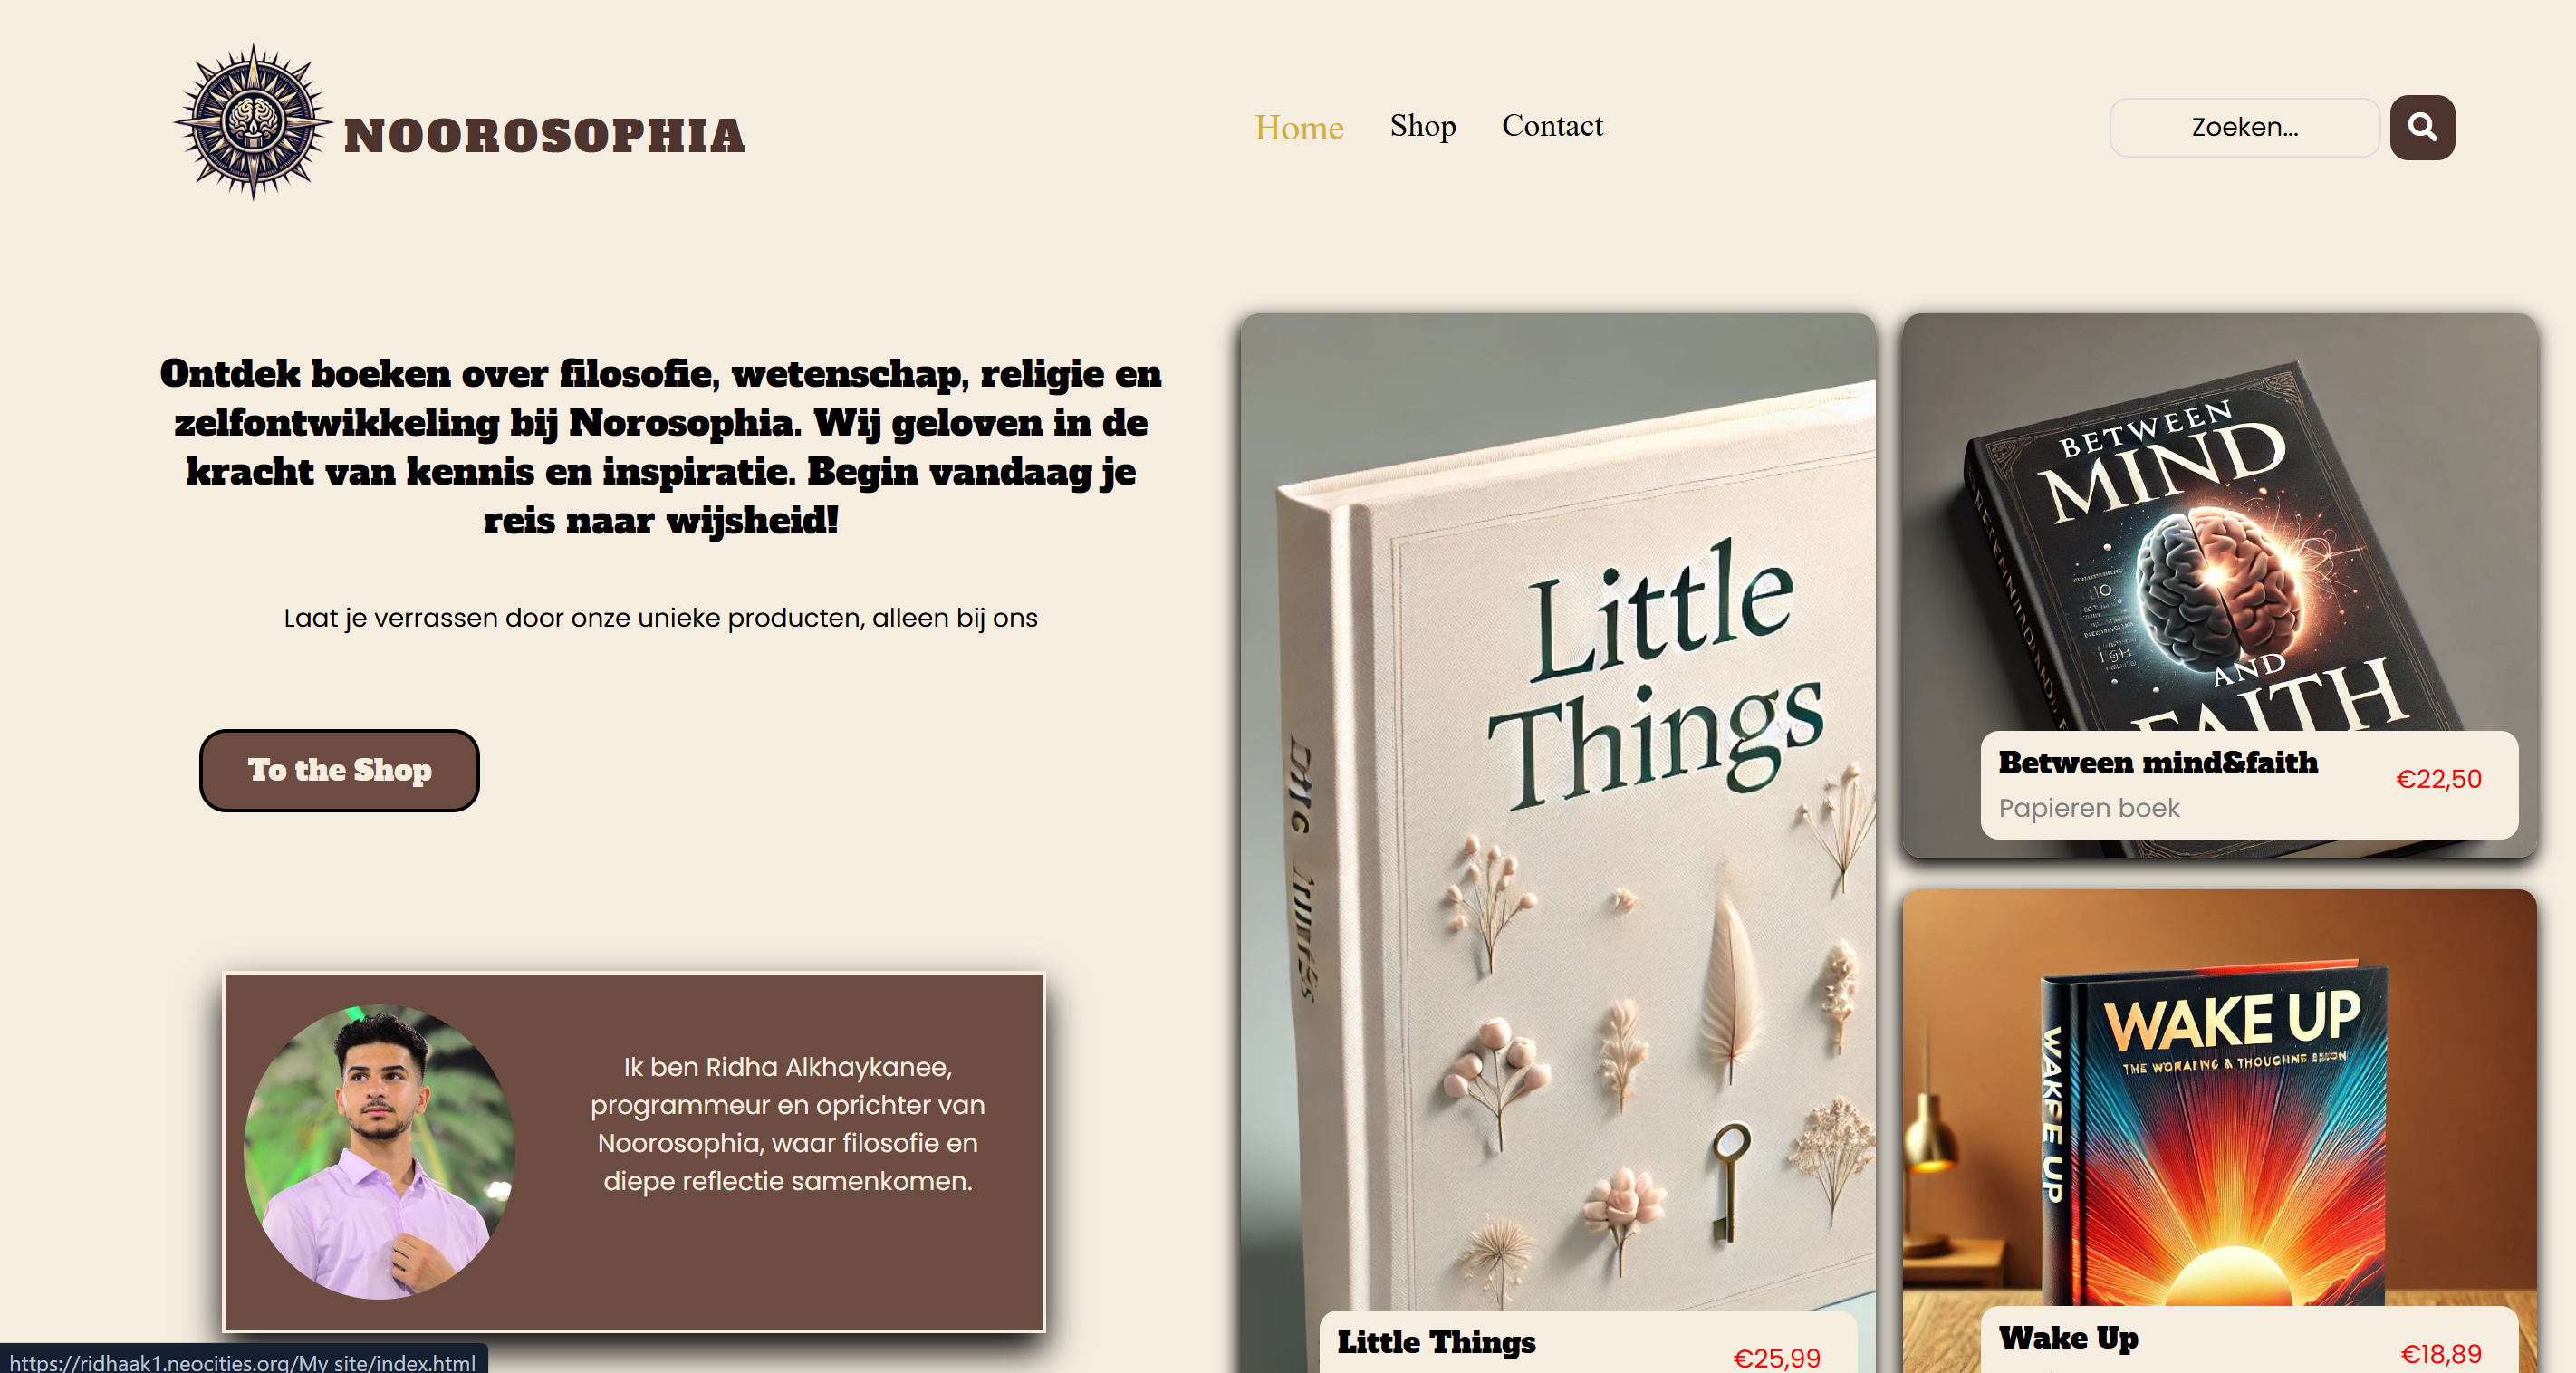 NOOROSOPHIA
Home
Shop
Contact
Zoeken...
Ontdek boeken over filosofie, wetenschap, religie en
zelfontwikkeling bij Norosophia. Wij geloven in de
kracht van kennis en inspiratie. Begin vandaag je
reis naar wijsheid!
Laat je verrassen door onze unieke producten, alleen bij ons
To the Shop
Ik ben Ridha Alkhaykanee,
programmeur en oprichter van
Noorosophia, waar filosofie en
diepe reflectie samenkomen.
Little
Things
Little Things
€25,99
BETWEEN
MIND
AND
FAITH
Between mind&faith
€22,50
Papieren boek
WAKE UP
WAKE UP
Wake Up
€18,89
https://ridhaak1.neocities.org/My site/index.html